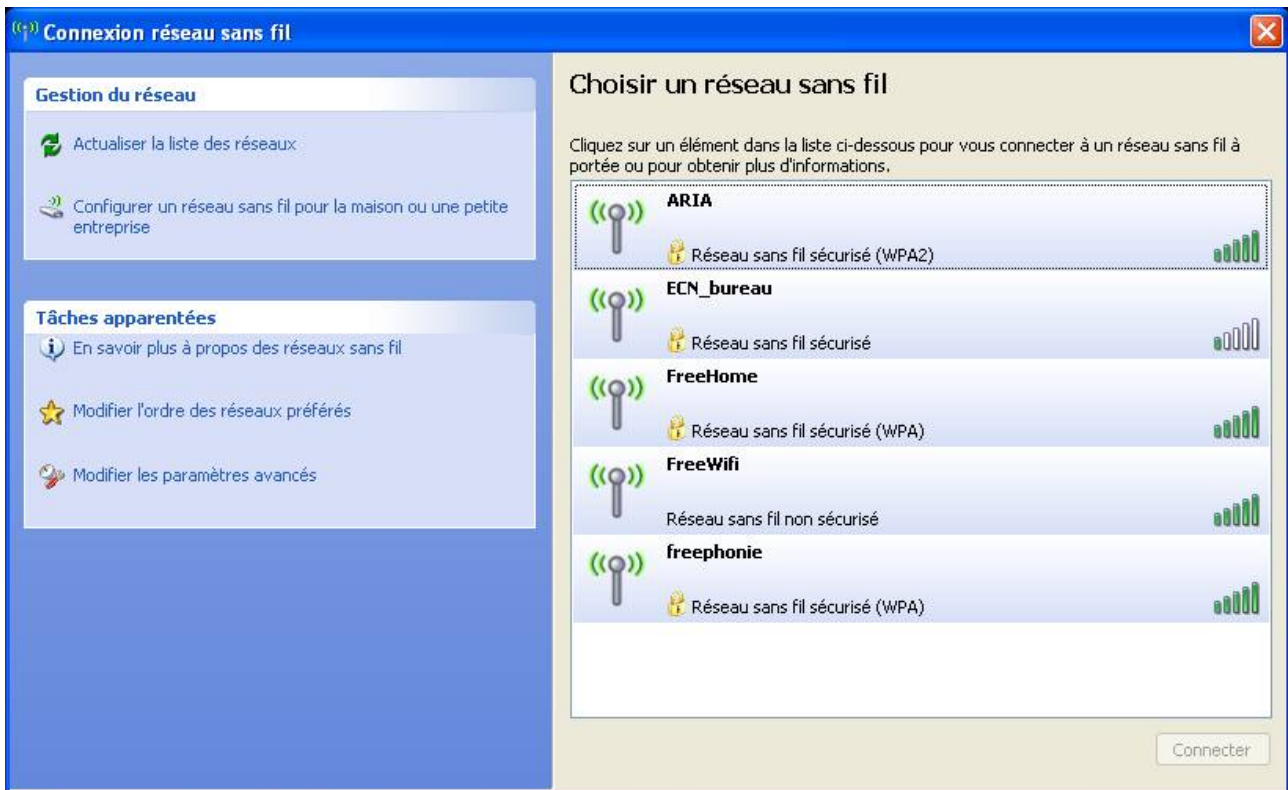 Connexion réseau sans fil
Gestion du réseau
Actualiser la liste des réseaux
Configurer un réseau sans fil pour la maison ou une petite
entreprise
Tâches apparentées
En savoir plus à propos des réseaux sans fil
Modifier l'ordre des réseaux préférés
Modifier les paramètres avancés
Choisir un réseau sans fil
Cliquez sur un élément dans la liste ci-dessous pour vous connecter à un réseau sans fil à
portée ou pour obtenir plus d'informations.
ARIA
Réseau sans fil sécurisé (WPA2)
ECN_bureau
Réseau sans fil sécurisé
FreeHome
Réseau sans fil sécurisé (WPA)
FreeWifi
Réseau sans fil non sécurisé
freephonie
Réseau sans fil sécurisé (WPA)
Connecter